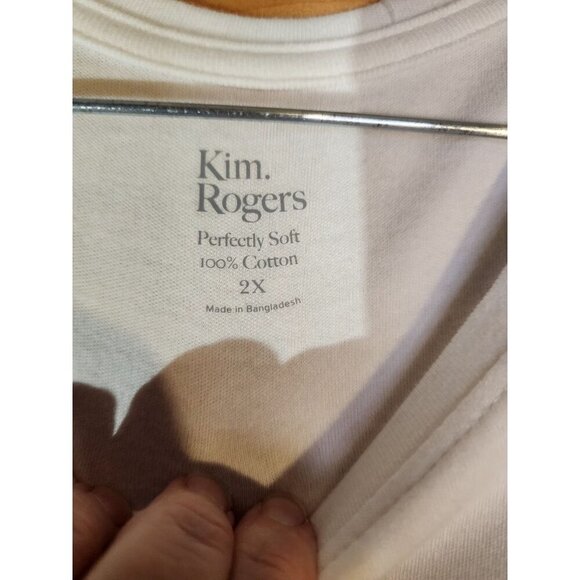 Kim.
Rogers
Perfectly Soft
100% Cotton
2X
Made in Bangladesh